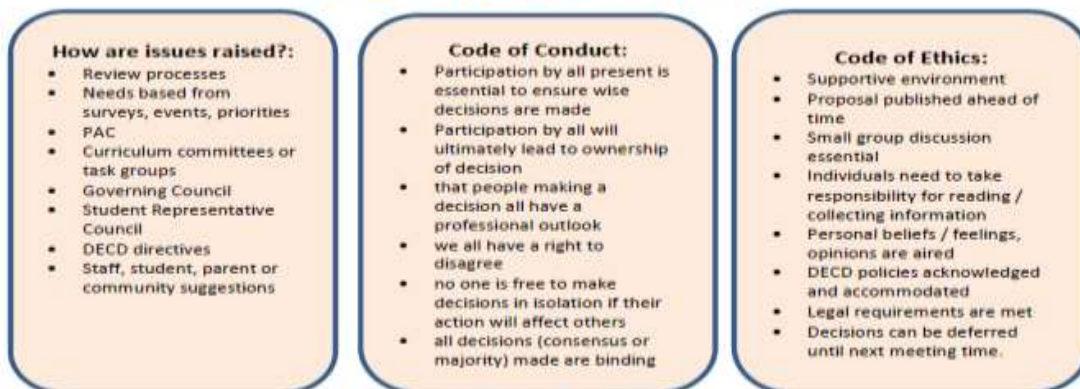 How are issues raised?:
• Review processes
• Needs based from
surveys, events, priorities
• PAC
• Curriculum committees or
task groups
• Governing Council
• Student Representative
Council
• DECD directives
• Staff, student, parent or
community suggestions
Code of Conduct:
• Participation by all present is
essential to ensure wise
decisions are made
• Participation by all will
ultimately lead to ownership
of decision
• that people making a
decision all have a
professional outlook
• we all have a right to
disagree
• no one is free to make
decisions in isolation if their
action will affect others
• all decisions (consensus or
majority) made are binding
Code of Ethics:
• Supportive environment
• Proposal published ahead of
time
• Small group discussion
essential
• Individuals need to take
responsibility for reading /
collecting information
• Personal beliefs / feelings,
opinions are aired
• DECD policies acknowledged
and accommodated
• Legal requirements are met
• Decisions can be deferred
until next meeting time.